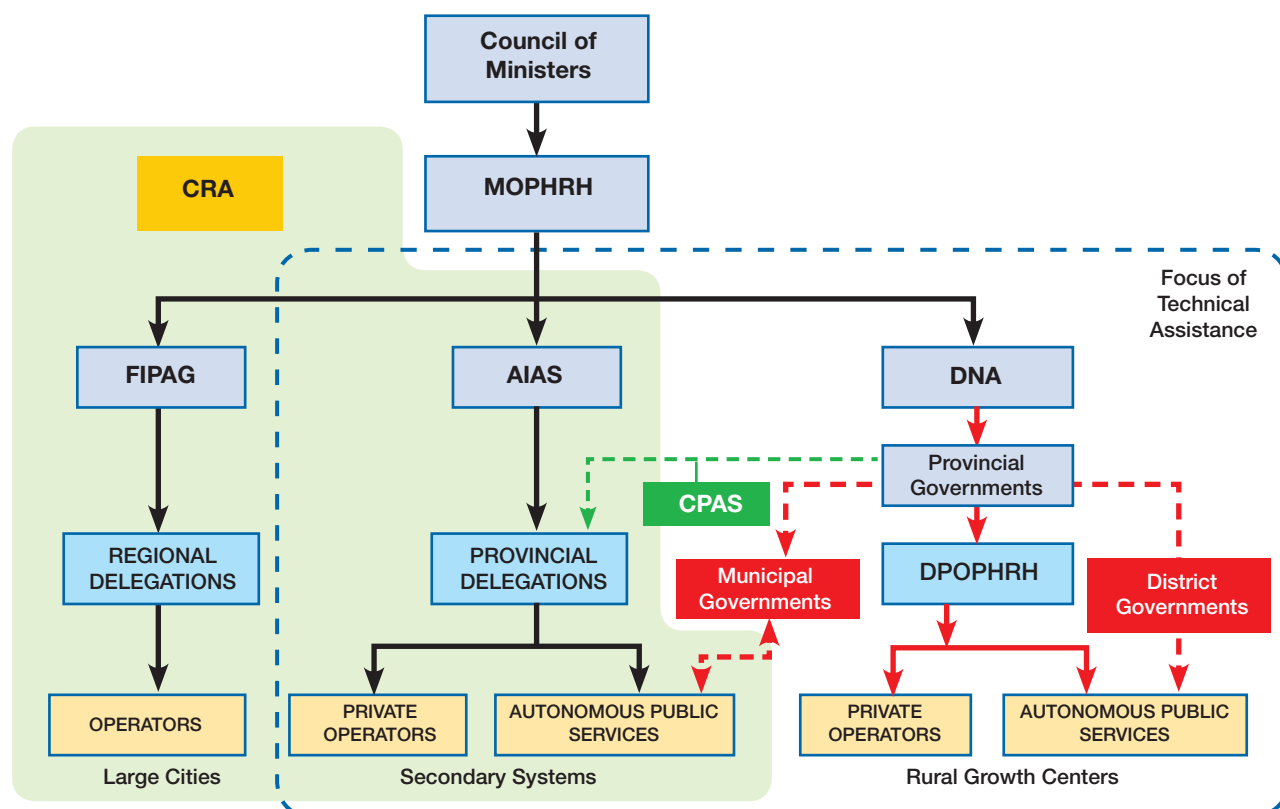 Council of
Ministers
CRA
MOPHRH
Focus of
Technical
Assistance
FIPAG
AIAS
DNA
Provincial
Governments
CPAS
REGIONAL
DELEGATIONS
PROVINCIAL
DELEGATIONS
Municipal
Governments
DPOPHRH
District
Governments
OPERATORS
PRIVATE
OPERATORS
AUTONOMOUS PUBLIC
SERVICES
PRIVATE
OPERATORS
AUTONOMOUS PUBLIC
SERVICES
Large Cities
Secondary Systems
Rural Growth Centers